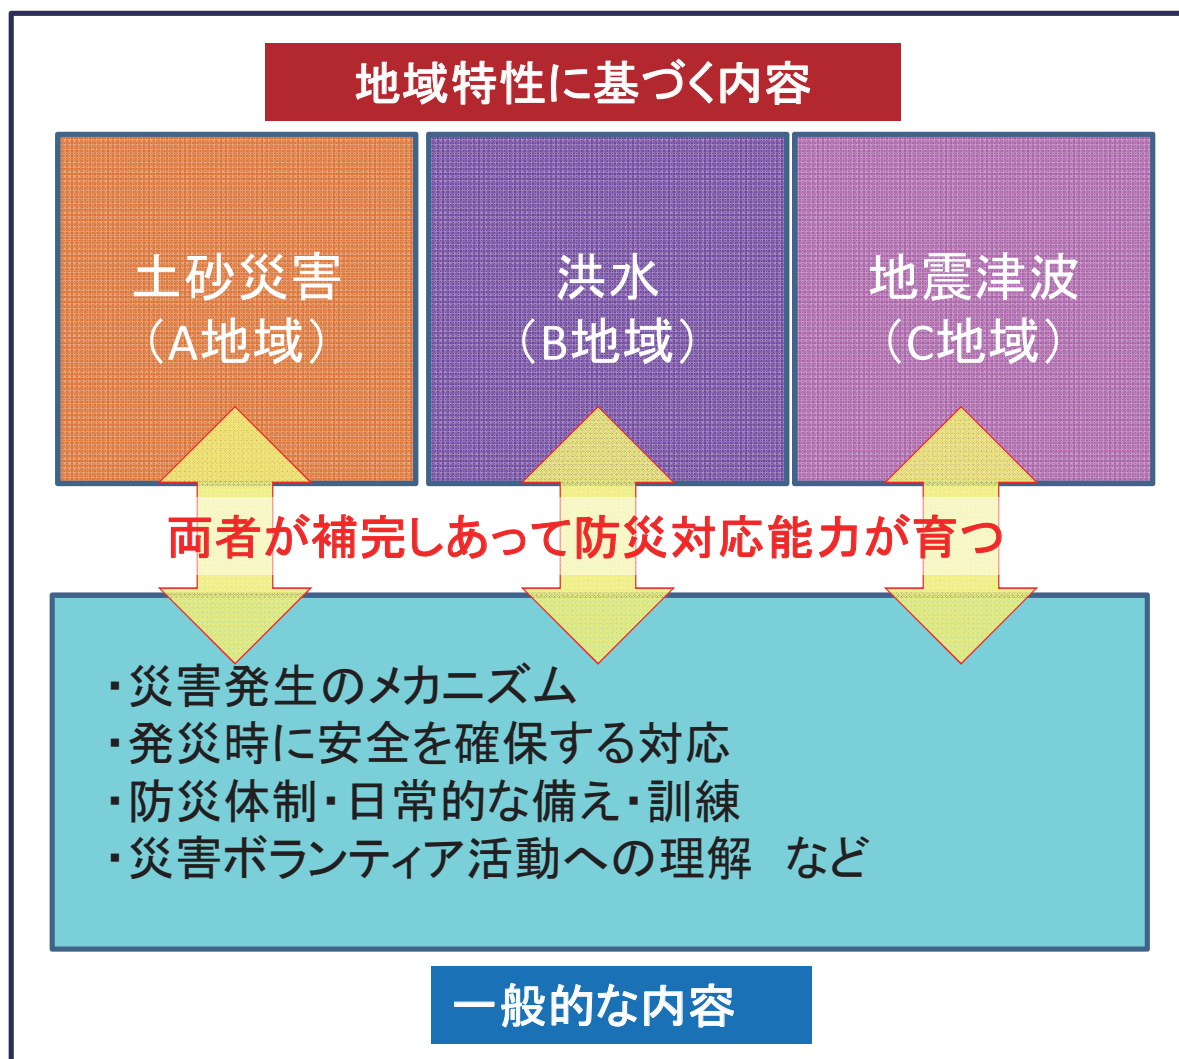 地域特性に基づく内容
土砂災害
（A地域）
洪水
（B地域）
地震津波
（C地域）
両者が補完しあって防災対応能力が育つ
・災害発生のメカニズム
・発災時に安全を確保する対応
・防災体制・日常的な備え・訓練
・災害ボランティア活動への理解　など
一般的な内容